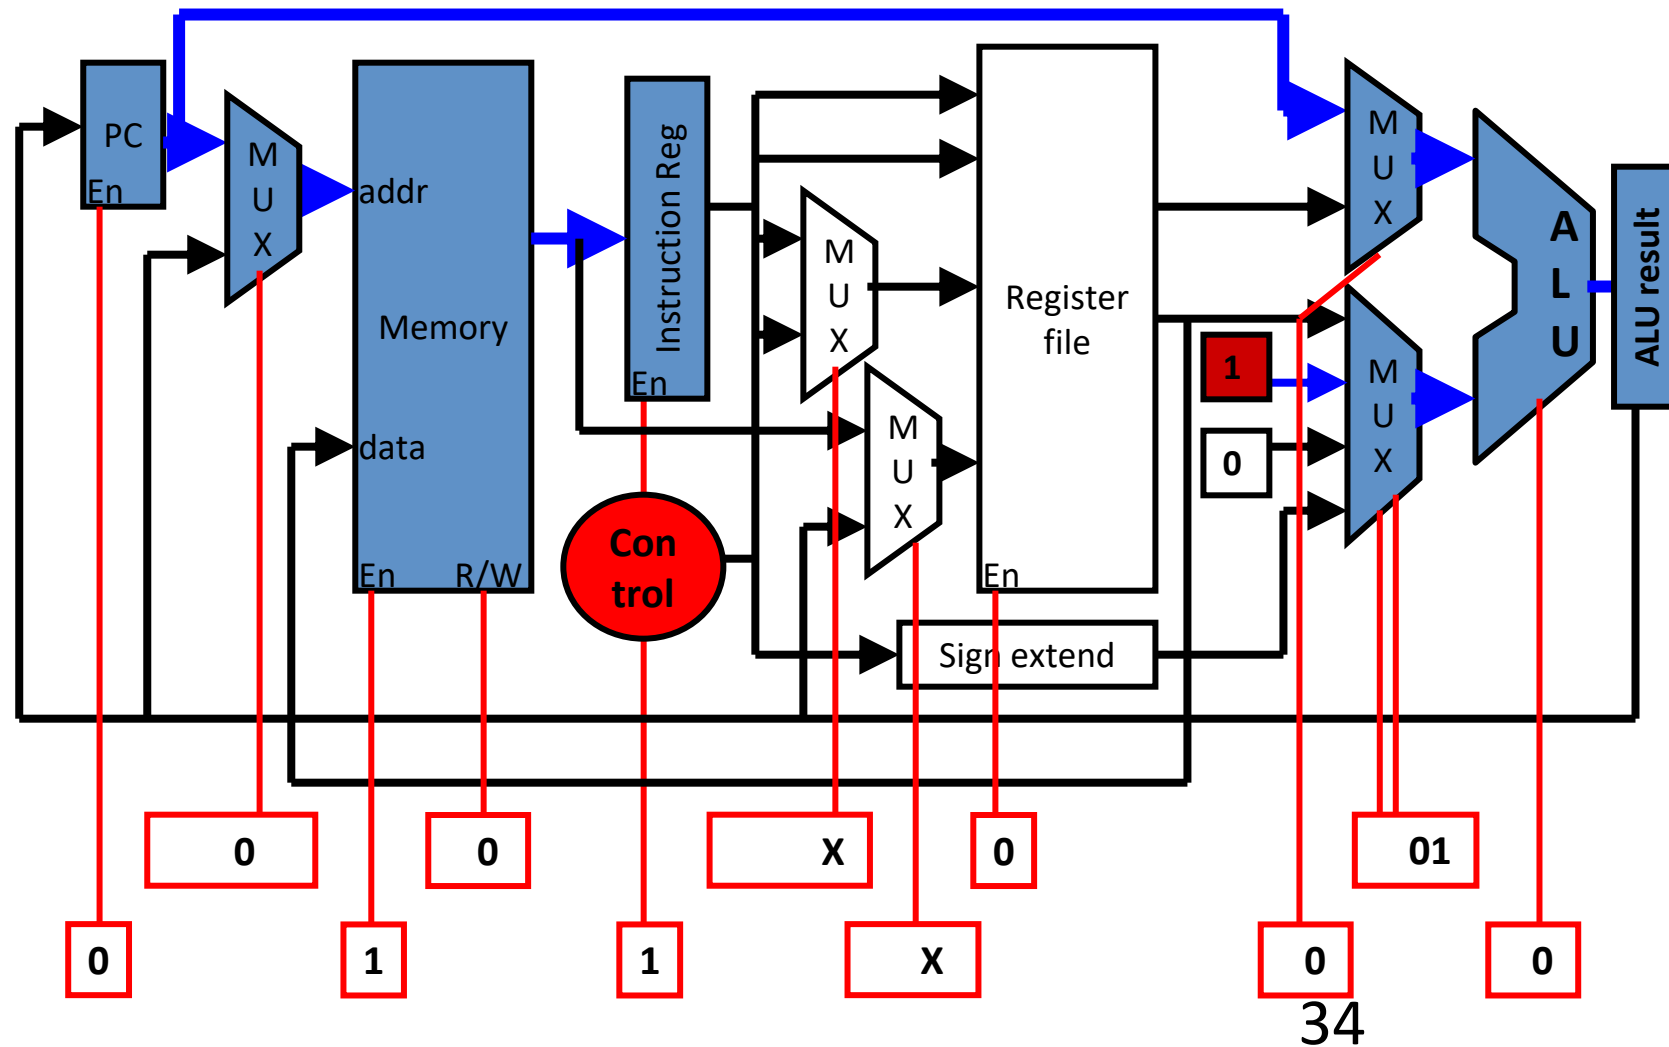 PC
En
M
U
X
addr
Memory
data
En R/W
Instruction Reg
En
Con
trol
M
U
X
M
U
X
Register
file
En
Sign extend
1
0
M
U
X
M
U
X
A
L
U
ALU result
0
0
X
0
01
0
1
1
X
0
0
34